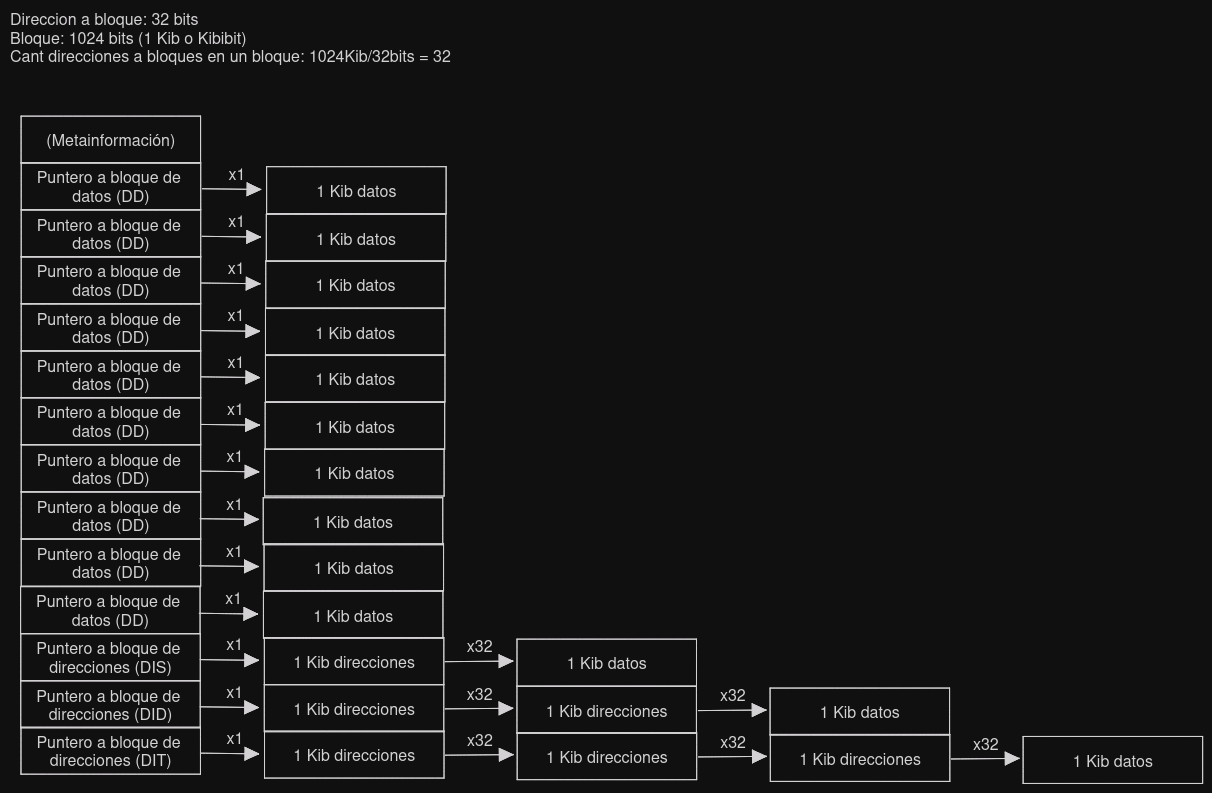 Direccion a bloque: 32 bits
Bloque: 1024 bits (1 Kib o Kibibit)
Cant direcciones a bloques en un bloque: 1024Kib/32bits = 32
(Metainformación)
Puntero a bloque de
datos (DD)
x1
1 Kib datos
Puntero a bloque de
datos (DD)
x1
1 Kib datos
Puntero a bloque de
datos (DD)
x1
1 Kib datos
Puntero a bloque de
datos (DD)
x1
1 Kib datos
Puntero a bloque de
datos (DD)
x1
1 Kib datos
Puntero a bloque de
datos (DD)
x1
1 Kib datos
Puntero a bloque de
datos (DD)
x1
1 Kib datos
Puntero a bloque de
datos (DD)
x1
1 Kib datos
Puntero a bloque de
datos (DD)
x1
1 Kib datos
Puntero a bloque de
datos (DD)
x1
1 Kib datos
Puntero a bloque de
direcciones (DIS)
x1
1 Kib direcciones
x32
1 Kib datos
Puntero a bloque de
direcciones (DID)
x1
1 Kib direcciones
x32
1 Kib direcciones
x32
1 Kib datos
Puntero a bloque de
direcciones (DIT)
x1
1 Kib direcciones
x32
1 Kib direcciones
x32
1 Kib direcciones
x32
1 Kib datos